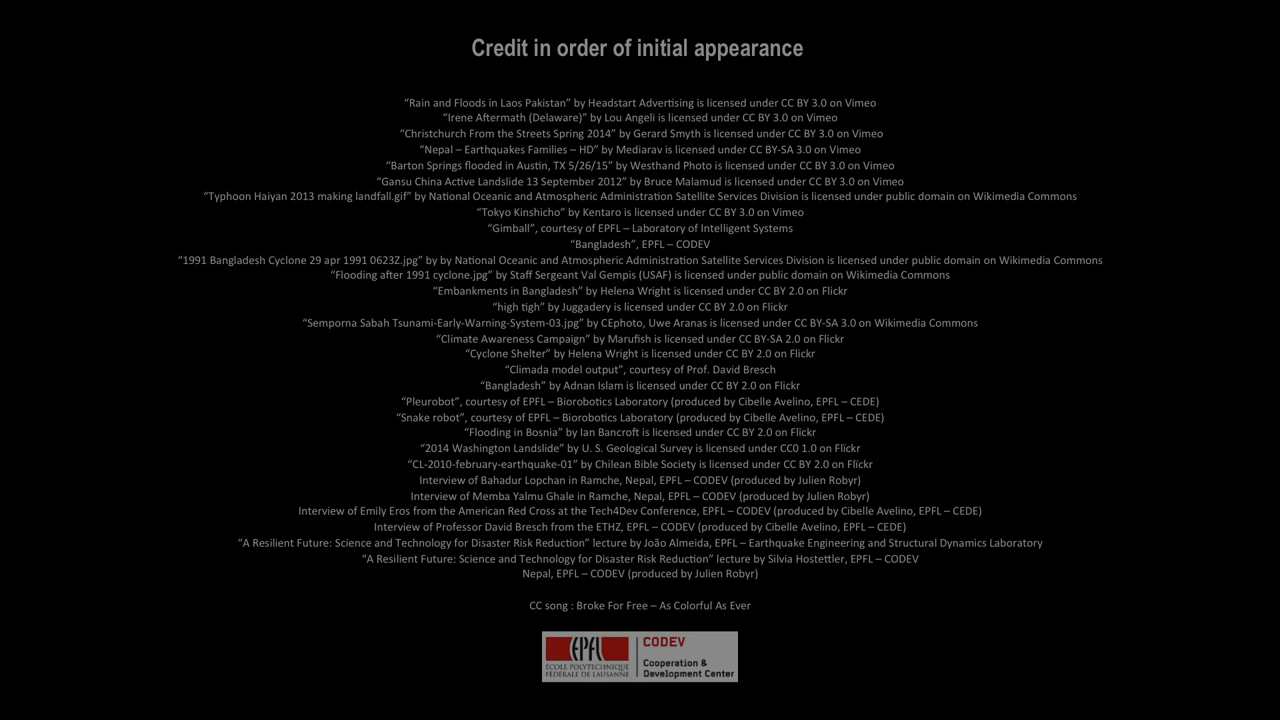 Credit in order of initial appearance
“Rain and Floods in Laos Pakistan” by Headstart Advertising is licensed under CC BY 3.0 on Vimeo
“Irene Aftermath (Delaware)” by Lou Angeli is licensed under CC BY 3.0 on Vimeo
“Christchurch From the Streets Spring 2014” by Gerard Smyth is licensed under CC BY 3.0 on Vimeo
“Nepal – Earthquakes Families – HD” by Mediarav is licensed under CC BY-SA 3.0 on Vimeo
“Barton Springs flooded in Austin, TX 5/26/15” by Westhand Photo is licensed under CC BY 3.0 on Vimeo
“Gansu China Active Landslide 13 September 2012” by Bruce Malamud is licensed under CC BY 3.0 on Vimeo
“Typhoon Haiyan 2013 making landfall.gif” by National Oceanic and Atmospheric Administration Satellite Services Division is licensed under public domain on Wikimedia Commons
“Tokyo Kinshicho” by Kentaro is licensed under CC BY 3.0 on Vimeo
“Gimball”, courtesy of EPFL – Laboratory of Intelligent Systems
“Bangladesh”, EPFL – CODEV
“1991 Bangladesh Cyclone 29 apr 1991 0623Z.jpg” by by National Oceanic and Atmospheric Administration Satellite Services Division is licensed under public domain on Wikimedia Commons
“Flooding after 1991 cyclone.jpg” by Staff Sergeant Val Gempis (USAF) is licensed under public domain on Wikimedia Commons
“Embankments in Bangladesh” by Helena Wright is licensed under CC BY 2.0 on Flickr
“high tigh” by Juggadery is licensed under CC BY 2.0 on Flickr
“Semporna Sabah Tsunami-Early-Warning-System-03.jpg” by CEphoto, Uwe Aranas is licensed under CC BY-SA 3.0 on Wikimedia Commons
“Climate Awareness Campaign” by Marufish is licensed under CC BY-SA 2.0 on Flickr
“Cyclone Shelter” by Helena Wright is licensed under CC BY 2.0 on Flickr
“Climada model output”, courtesy of Prof. David Bresch
“Bangladesh” by Adnan Islam is licensed under CC BY 2.0 on Flickr
“Pleurobot”, courtesy of EPFL – Biorobotics Laboratory (produced by Cibelle Avelino, EPFL – CEDE)
“Snake robot”, courtesy of EPFL – Biorobotics Laboratory (produced by Cibelle Avelino, EPFL – CEDE)
“Flooding in Bosnia” by Ian Bancroft is licensed under CC BY 2.0 on Flickr
“2014 Washington Landslide” by U. S. Geological Survey is licensed under CC0 1.0 on Flickr
“CL-2010-february-earthquake-01” by Chilean Bible Society is licensed under CC BY 2.0 on Flickr
Interview of Bahadur Lopchan in Ramche, Nepal, EPFL – CODEV (produced by Julien Robyr)
Interview of Memba Yalmu Ghale in Ramche, Nepal, EPFL – CODEV (produced by Julien Robyr)
Interview of Emily Eros from the American Red Cross at the Tech4Dev Conference, EPFL – CODEV (produced by Cibelle Avelino, EPFL – CEDE)
Interview of Professor David Bresch from the ETHZ, EPFL – CODEV (produced by Cibelle Avelino, EPFL – CEDE)
“A Resilient Future: Science and Technology for Disaster Risk Reduction” lecture by João Almeida, EPFL – Earthquake Engineering and Structural Dynamics Laboratory
“A Resilient Future: Science and Technology for Disaster Risk Reduction” lecture by Silvia Hostettler, EPFL – CODEV
Nepal, EPFL – CODEV (produced by Julien Robyr)
CC song : Broke For Free – As Colorful As Ever
EPFL
ÉCOLE POLYTECHNIQUE
FÉDÉRALE DE LAUSANNE
CODEV
Cooperation &
Development Center